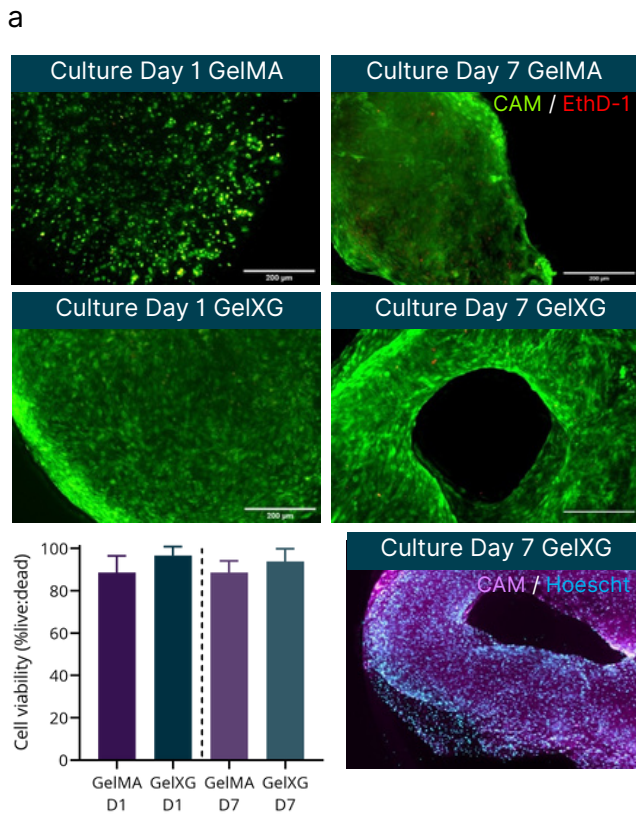 a
Culture Day 1 GelMA
Culture Day 7 GelMA
CAM / EthD-1
200 µm
200 µm
Culture Day 1 GelXG
Culture Day 7 GelXG
200 µm
Cell viability (%live:dead)
100
80
60
40
20
0
GelMA D1
GelXG D1
GelMA D7
GelXG D7
Culture Day 7 GelXG
CAM / Hoescht